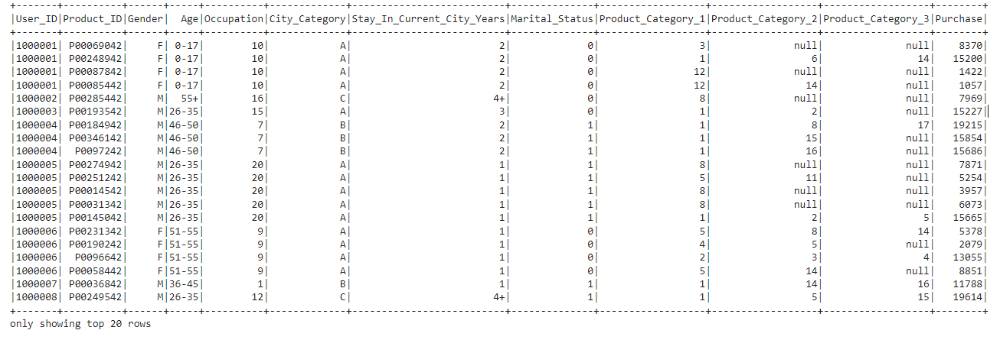 +-------+----------+------+-----+----------+-------------+--------------------------+--------------+------------------+------------------+------------------+--------+
|User_ID|Product_ID|Gender|  Age|Occupation|City_Category|Stay_In_Current_City_Years|Marital_Status|Product_Category_1|Product_Category_2|Product_Category_3|Purchase|
+-------+----------+------+-----+----------+-------------+--------------------------+--------------+------------------+------------------+------------------+--------+
|1000001| P00069042|     F| 0-17|        10|            A|                         2|             0|                 3|              null|              null|    8370|
|1000001| P00248942|     F| 0-17|        10|            A|                         2|             0|                 1|                 6|                14|   15200|
|1000001| P00087842|     F| 0-17|        10|            A|                         2|             0|                12|              null|              null|    1422|
|1000001| P00085442|     F| 0-17|        10|            A|                         2|             0|                12|                14|              null|    1057|
|1000002| P00285442|     M|  55+|        16|            C|                        4+|             0|                 8|              null|              null|    7969|
|1000003| P00193542|     M|26-35|        15|            A|                         3|             0|                 1|                 2|              null|   15227|
|1000004| P00184942|     M|46-50|         7|            B|                         2|             1|                 1|                 8|                17|   19215|
|1000004| P00346142|     M|46-50|         7|            B|                         2|             1|                 1|                15|              null|   15854|
|1000004|  P0097242|     M|46-50|         7|            B|                         2|             1|                 1|                16|              null|   15686|
|1000005| P00274942|     M|26-35|        20|            A|                         1|             1|                 8|              null|              null|    7871|
|1000005| P00251242|     M|26-35|        20|            A|                         1|             1|                 5|                11|              null|    5254|
|1000005| P00014542|     M|26-35|        20|            A|                         1|             1|                 8|              null|              null|    3957|
|1000005| P00031342|     M|26-35|        20|            A|                         1|             1|                 8|              null|              null|    6073|
|1000005| P00145042|     M|26-35|        20|            A|                         1|             1|                 1|                 2|                 5|   15665|
|1000006| P00231342|     F|51-55|         9|            A|                         1|             0|                 5|                 8|                14|    5378|
|1000006| P00190242|     F|51-55|         9|            A|                         1|             0|                 4|                 5|              null|    2079|
|1000006|  P0096642|     F|51-55|         9|            A|                         1|             0|                 2|                 3|                 4|   13055|
|1000006| P00058442|     F|51-55|         9|            A|                         1|             0|                 5|                14|              null|    8851|
|1000007| P00036842|     M|36-45|         1|            B|                         1|             1|                 1|                14|                16|   11788|
|1000008| P00249542|     M|26-35|        12|            C|                        4+|             1|                 1|                 5|                15|   19614|
+-------+----------+------+-----+----------+-------------+--------------------------+--------------+------------------+------------------+------------------+--------+
only showing top 20 rows